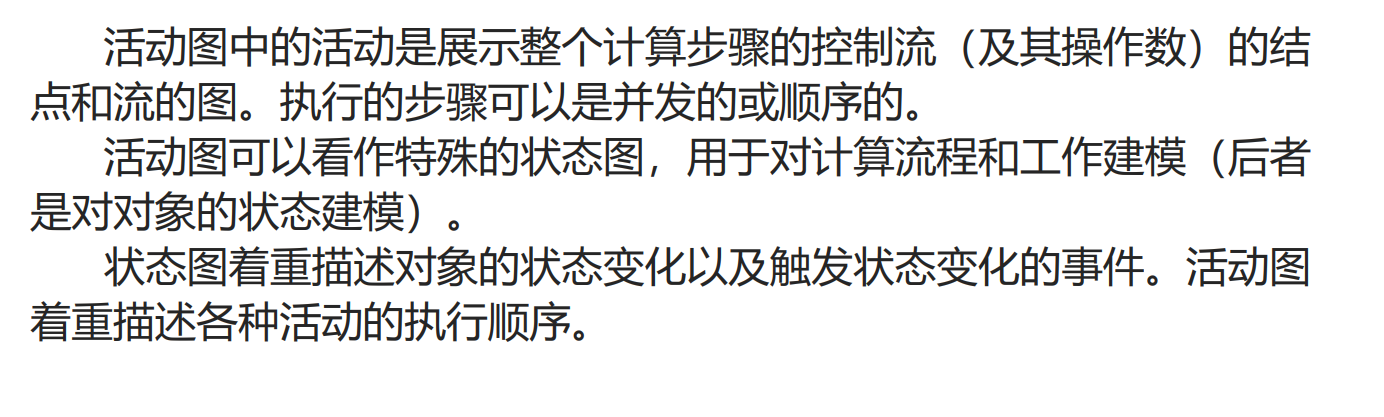 活动图中的活动是展示整个计算步骤的控制流（及其操作数）的结
点和流的图。执行的步骤可以是并发的或顺序的。
活动图可以看作特殊的状态图，用于对计算流程和工作建模（后者
是对对象的状态建模）。
状态图着重描述对象的状态变化以及触发状态变化的事件。活动图
着重描述各种活动的执行顺序。